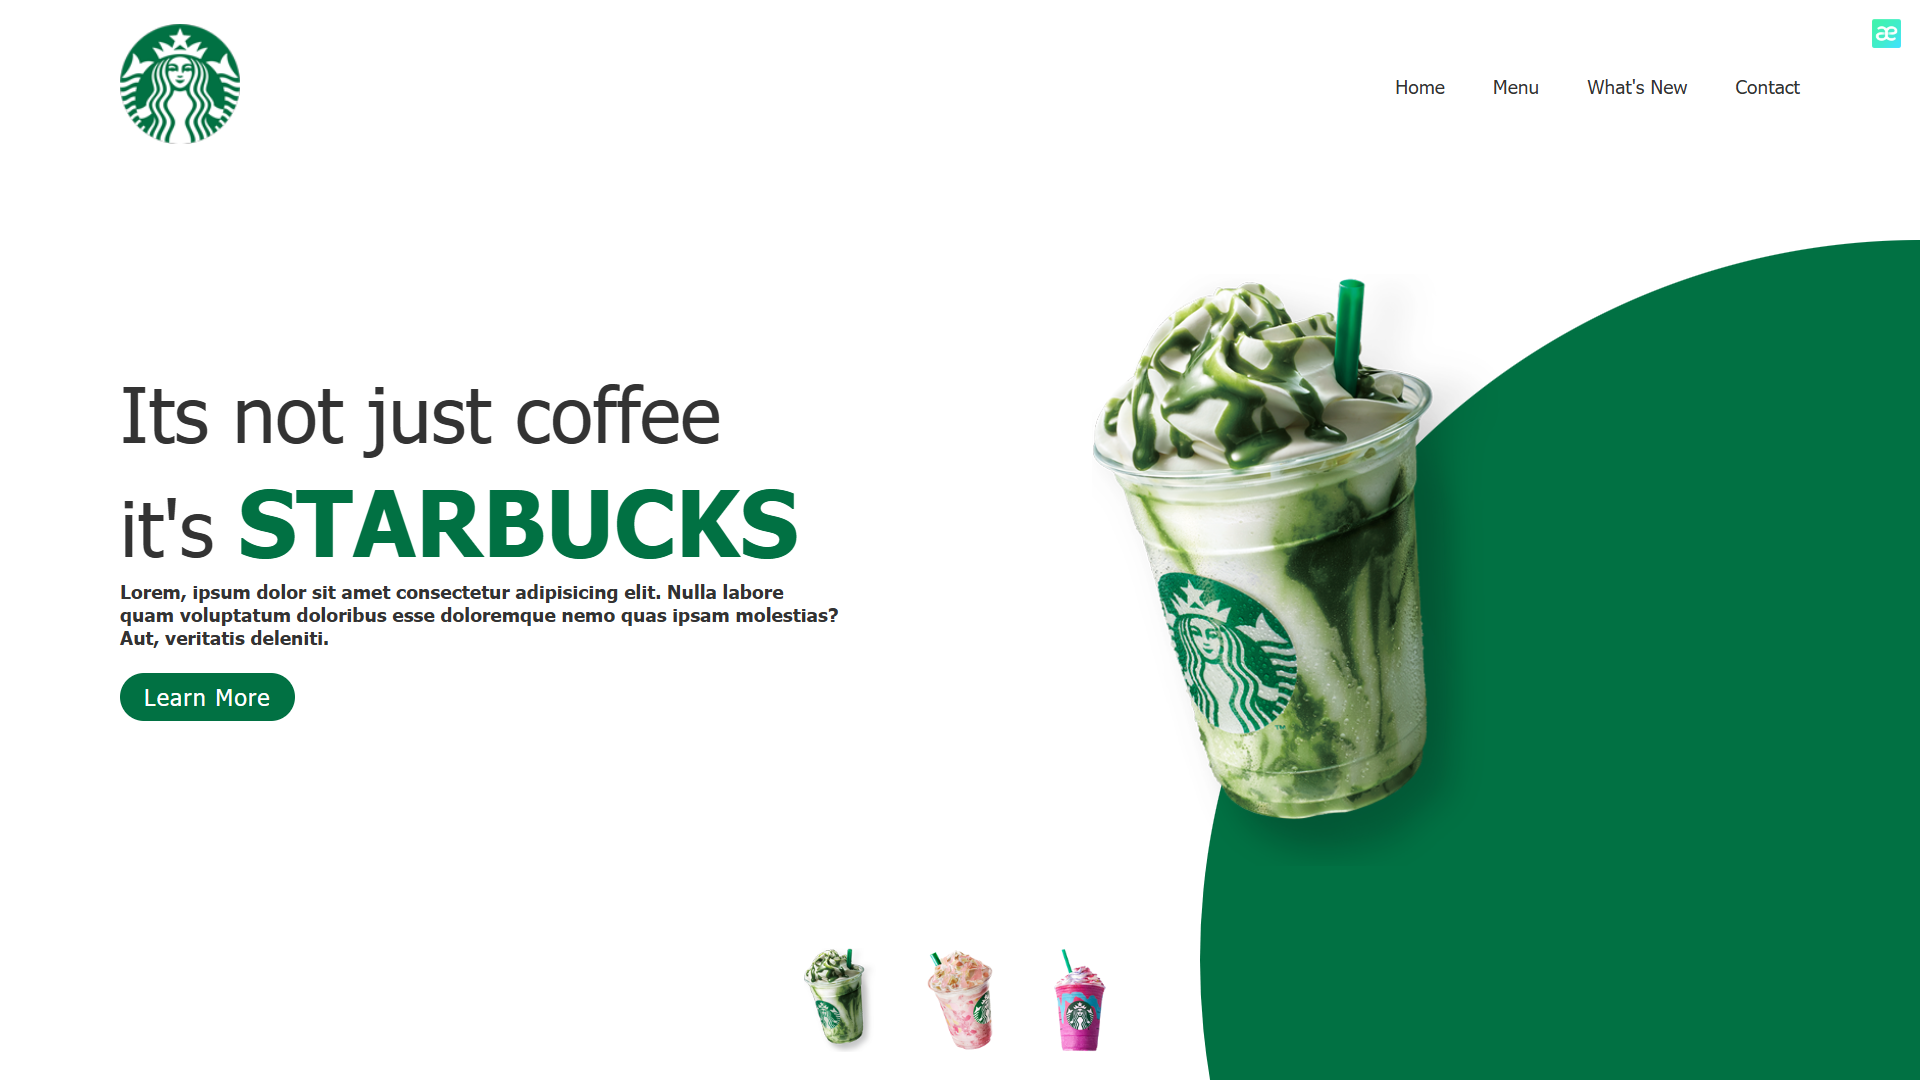 æ
Home Menu What's New Contact
Its not just coffee
it's STARBUCKS
Lorem, ipsum dolor sit amet consectetur adipisicing elit. Nulla labore
quam voluptatum doloribus esse doloremque nemo quas ipsam molestias?
Aut, veritatis deleniti.
Learn More
TM